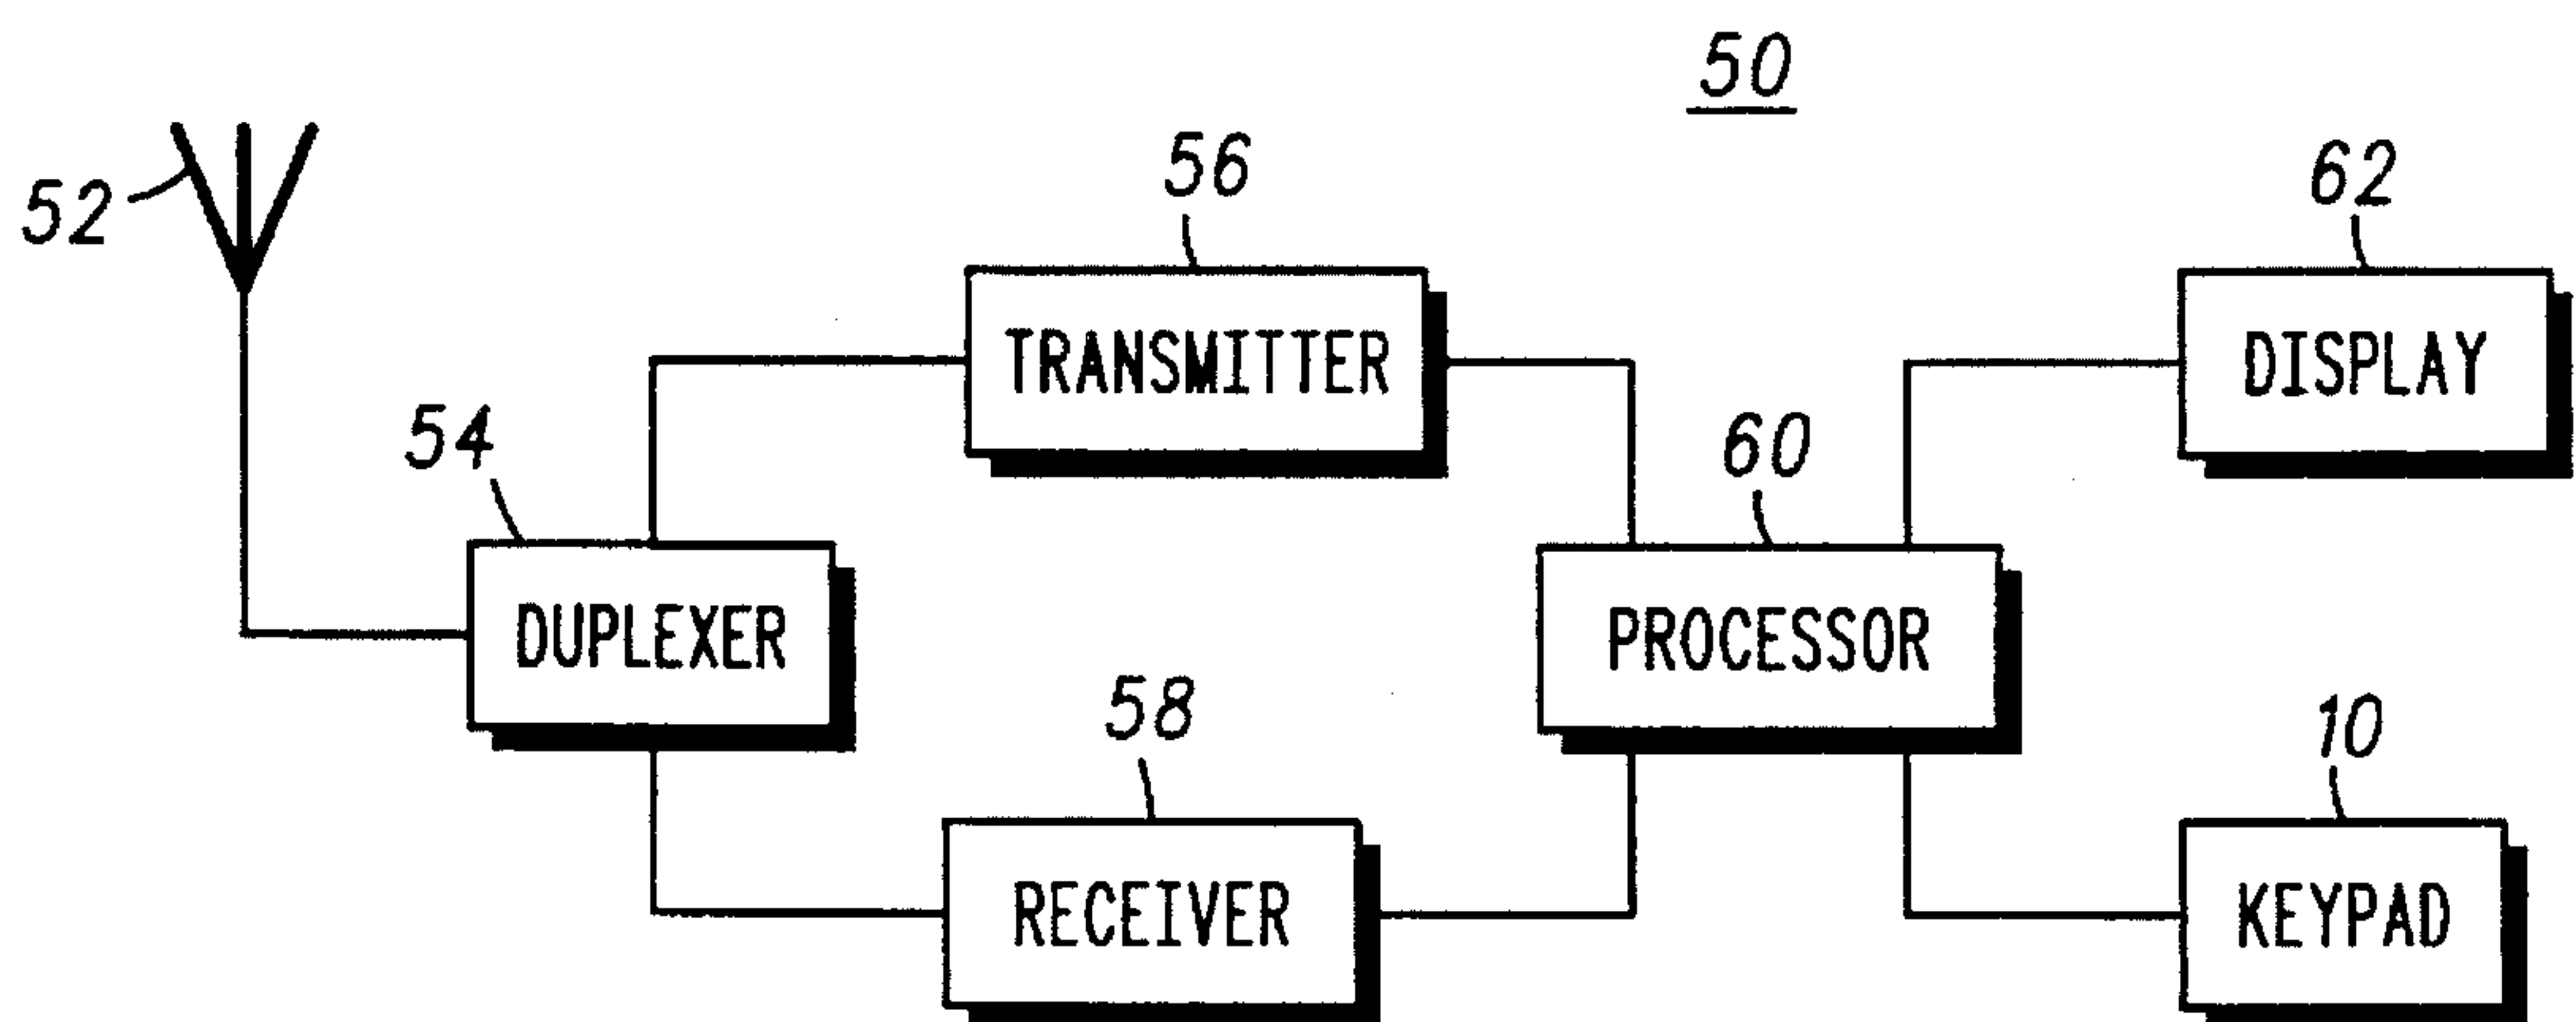 50
52
56
62
TRANSMITTER
DISPLAY
54
60
DUPLEXER
PROCESSOR
58
10
RECEIVER
KEYPAD